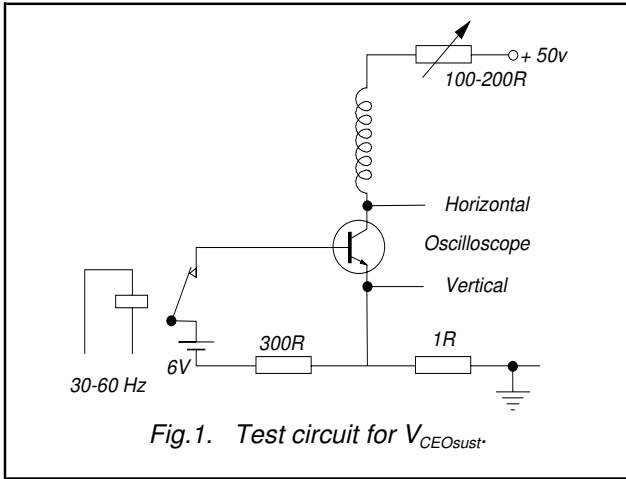 + 50v
100-200R
Horizontal
Oscilloscope
Vertical
300R
1R
6V
30-60 Hz
Fig.1. Test circuit for VCEOsust.